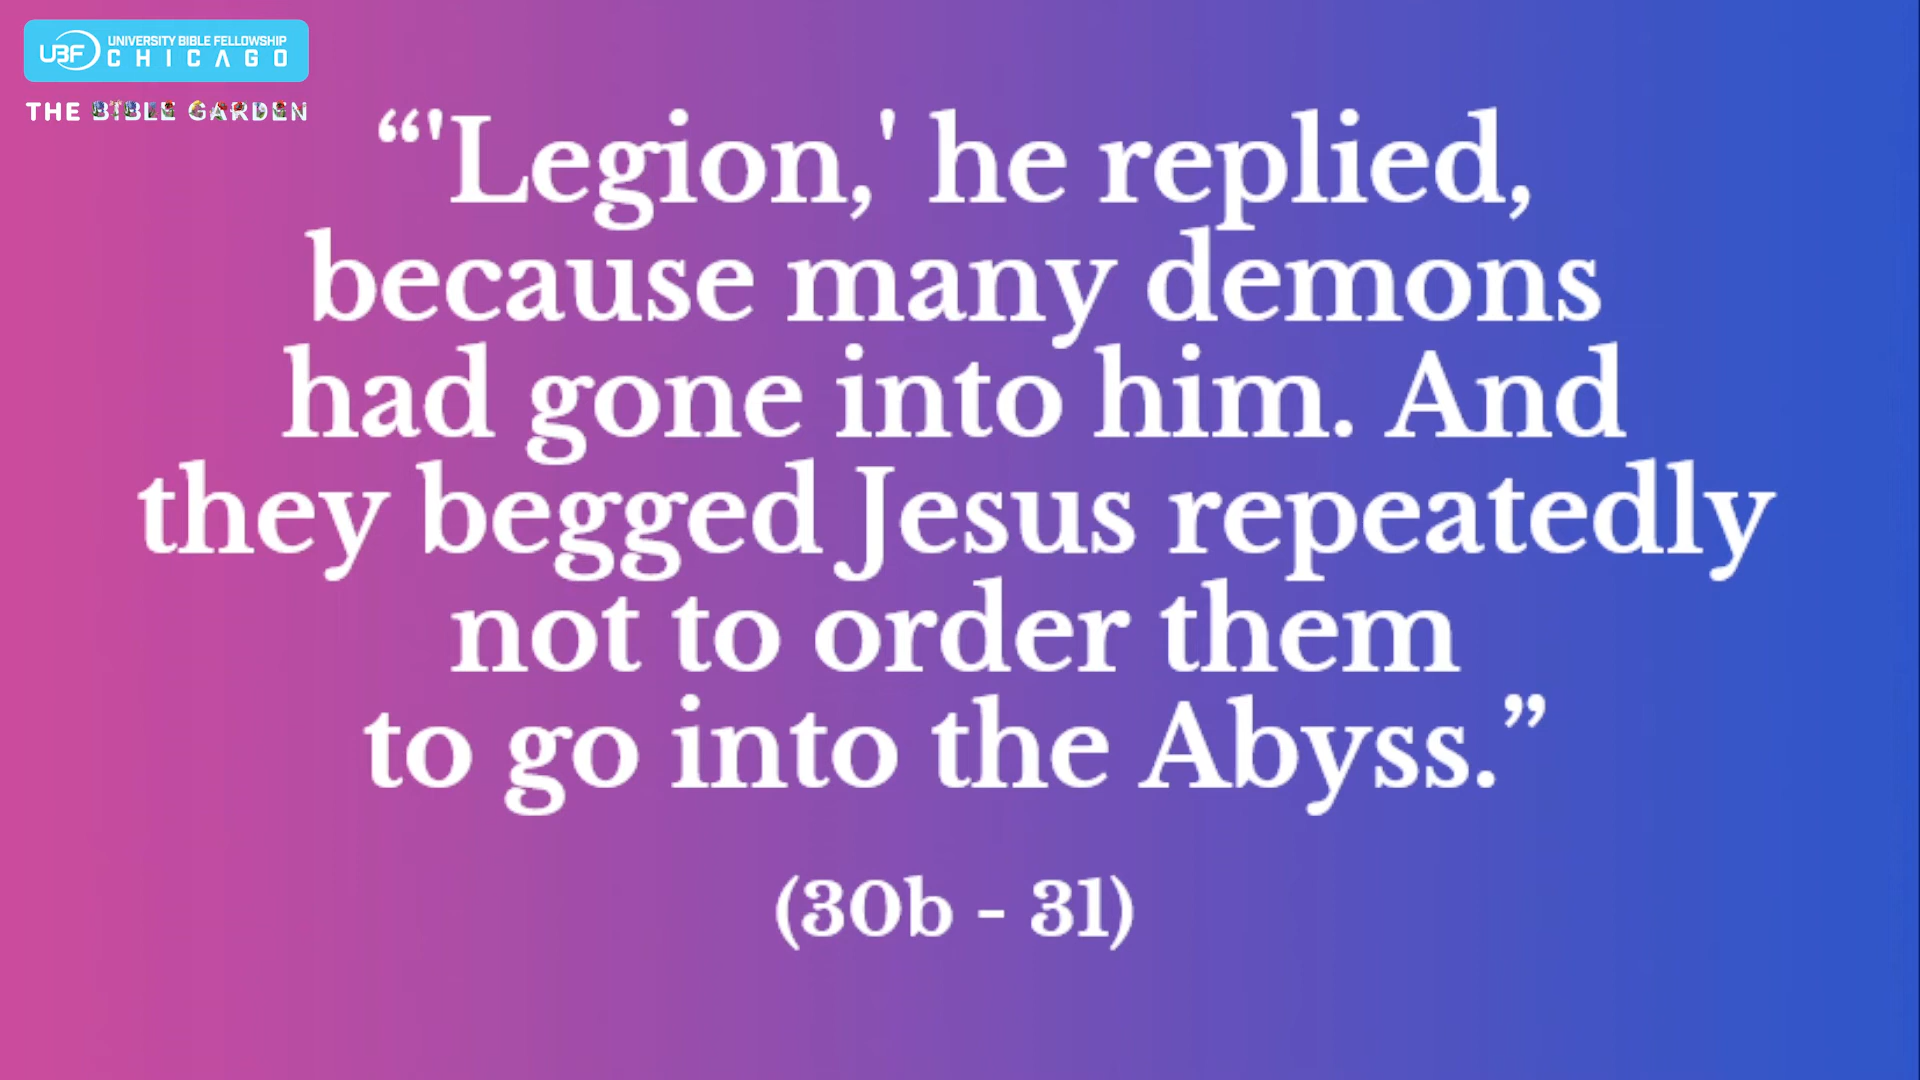 UBF UNIVERSITY BIBLE FELLOWSHIP
CHICAGO
THE BIBLE GARDEN
“'Legion,' he replied,
because many demons
had gone into him. And
they begged Jesus repeatedly
not to order them
to go into the Abyss.”
(30b - 31)